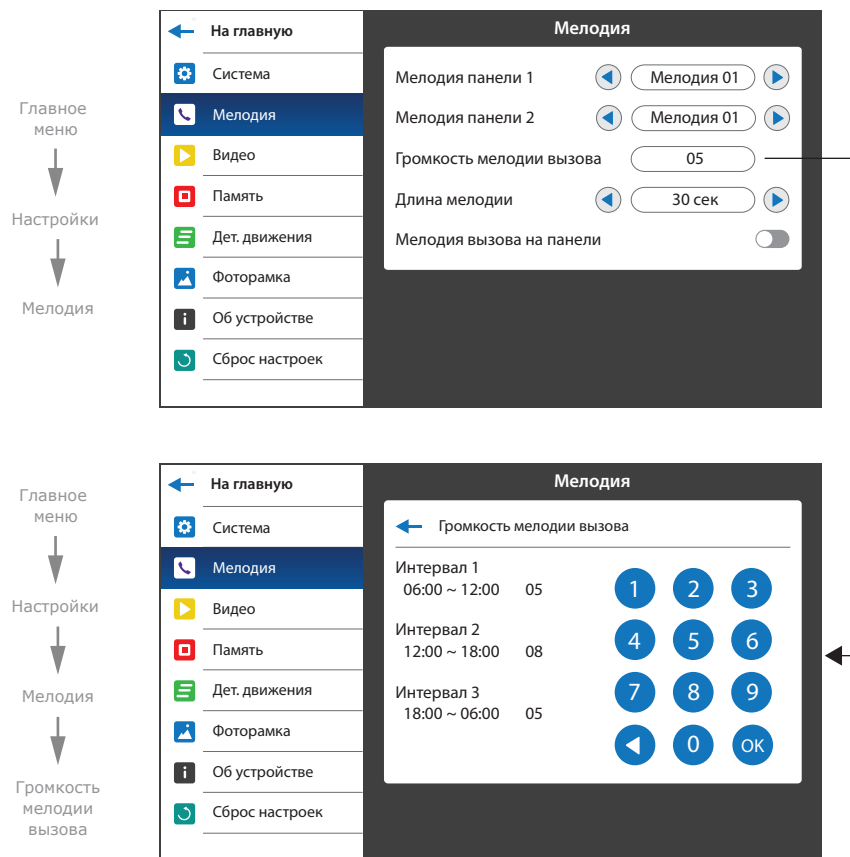 Главное
меню
Настройки
Мелодия
На главную
Система
Мелодия
Видео
Память
Дет. движения
Фоторамка
Об устройстве
Сброс настроек
Мелодия
Мелодия панели 1 Мелодия 01
Мелодия панели 2 Мелодия 01
Громкость мелодии вызова 05
Длина мелодии 30 сек
Мелодия вызова на панели
Главное
меню
Настройки
Мелодия
Громкость
мелодии
вызова
На главную
Система
Мелодия
Видео
Память
Дет. движения
Фоторамка
Об устройстве
Сброс настроек
Мелодия
Громкость мелодии вызова
Интервал 1
06:00 ~ 12:00 05
Интервал 2
12:00 ~ 18:00 08
Интервал 3
18:00 ~ 06:00 05
1 2 3
4 5 6
7 8 9
0 OK